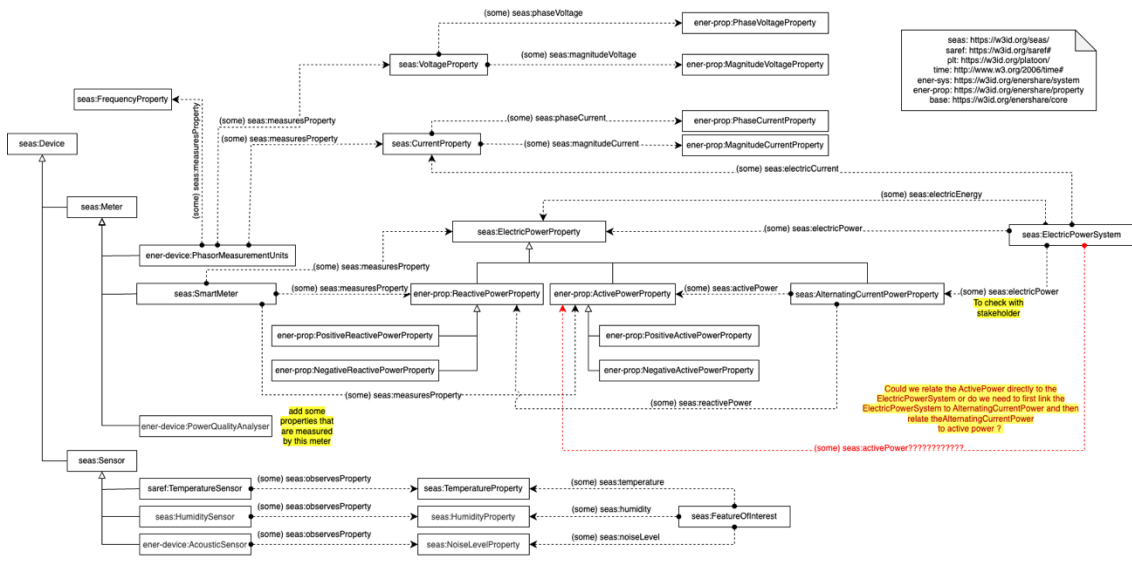 (some) seas:phaseVoltage
ener-prop:PhaseVoltageProperty
seas: https://w3id.org/seas/
saref: https://w3id.org/saref#
plt: https://w3id.org/platoon/
time: http://www.w3.org/2006/time#
ener-sys: https://w3id.org/enershare/system
ener-prop: https://w3id.org/enershare/property
base: https://w3id.org/enershare/core
seas:VoltageProperty
(some) seas:magnitudeVoltage
ener-prop:MagnitudeVoltageProperty
seas:FrequencyProperty
(some) seas:measuresProperty
(some) seas:measuresProperty
(some) seas:measuresProperty
(some) seas:phaseCurrent
ener-prop:PhaseCurrentProperty
seas:Device
seas:CurrentProperty
(some) seas:magnitudeCurrent
ener-prop:MagnitudeCurrentProperty
(some) seas:electricCurrent
(some) seas:electricEnergy
seas:Meter
seas:ElectricPowerProperty
(some) seas:electricPower
seas:ElectricPowerSystem
ener-device:PhasorMeasurementUnits
(some) seas:measuresProperty
seas:SmartMeter
(some) seas:measuresProperty
ener-prop:ReactivePowerProperty
ener-prop:ActivePowerProperty
(some) seas:activePower
seas:AlternatingCurrentPowerProperty
(some) seas:electricPower
To check with
stakeholder
ener-prop:PositiveReactivePowerProperty
ener-prop:PositiveActivePowerProperty
ener-prop:NegativeReactivePowerProperty
ener-prop:NegativeActivePowerProperty
(some) seas:measuresProperty
(some) seas:reactivePower
Could we relate the ActivePower directly to the
ElectricPowerSystem or do we need to first link the
ElectricPowerSystem to AlternatingCurrentPower and then
relate theAlternatingCurrentPower
to active power ?
ener-device:PowerQualityAnalyser
add some
properties that
are measured
by this meter
(some) seas:activePower????????????
seas:Sensor
saref:TemperatureSensor
(some) seas:observesProperty
seas:TemperatureProperty
(some) seas:temperature
seas:HumiditySensor
(some) seas:observesProperty
seas:HumidityProperty
(some) seas:humidity
seas:FeatureOfInterest
ener-device:AcousticSensor
(some) seas:observesProperty
seas:NoiseLevelProperty
(some) seas:noiseLevel